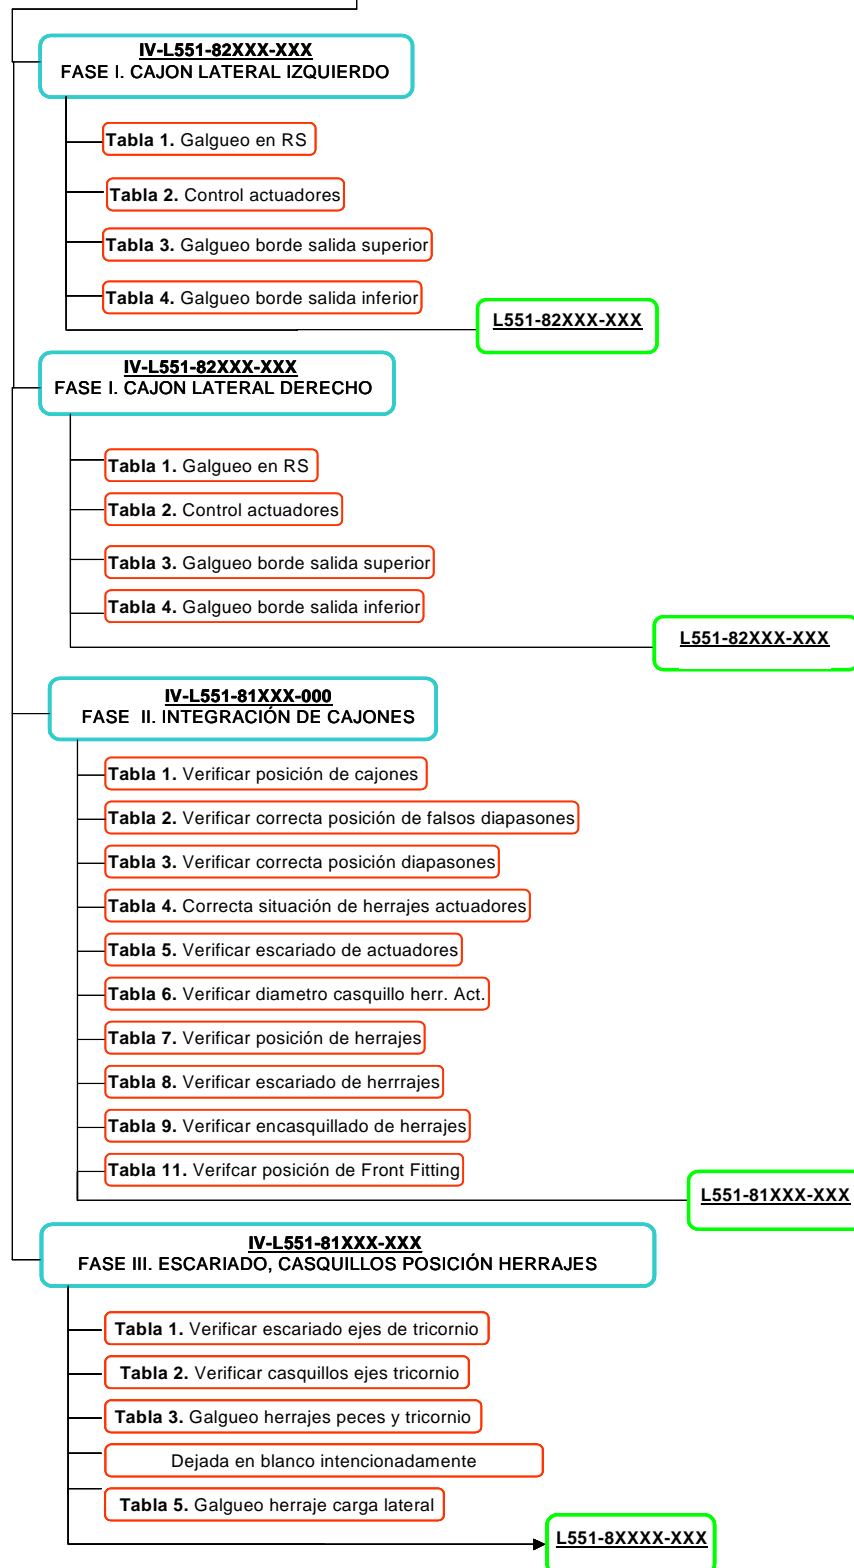 IV-L551-82XXX-XXX
FASE I. CAJON LATERAL IZQUIERDO
Tabla 1. Galgueo en RS
Tabla 2. Control actuadores
Tabla 3. Galgueo borde salida superior
Tabla 4. Galgueo borde salida inferior
L551-82XXX-XXX
IV-L551-82XXX-XXX
FASE I. CAJON LATERAL DERECHO
Tabla 1. Galgueo en RS
Tabla 2. Control actuadores
Tabla 3. Galgueo borde salida superior
Tabla 4. Galgueo borde salida inferior
L551-82XXX-XXX
IV-L551-81XXX-000
FASE II. INTEGRACIÓN DE CAJONES
Tabla 1. Verificar posición de cajones
Tabla 2. Verificar correcta posición de falsos diapasones
Tabla 3. Verificar correcta posición diapasones
Tabla 4. Correcta situación de herrajes actuadores
Tabla 5. Verificar escariado de actuadores
Tabla 6. Verificar diametro casquillo herr. Act.
Tabla 7. Verificar posición de herrajes
Tabla 8. Verificar escariado de herrrajes
Tabla 9. Verificar encasquillado de herrajes
Tabla 11. Verifcar posición de Front Fitting
L551-81XXX-XXX
IV-L551-81XXX-XXX
FASE III. ESCARIADO, CASQUILLOS POSICIÓN HERRAJES
Tabla 1. Verificar escariado ejes de tricornio
Tabla 2. Verificar casquillos ejes tricornio
Tabla 3. Galgueo herrajes peces y tricornio
Dejada en blanco intencionadamente
Tabla 5. Galgueo herraje carga lateral
L551-8XXXX-XXX